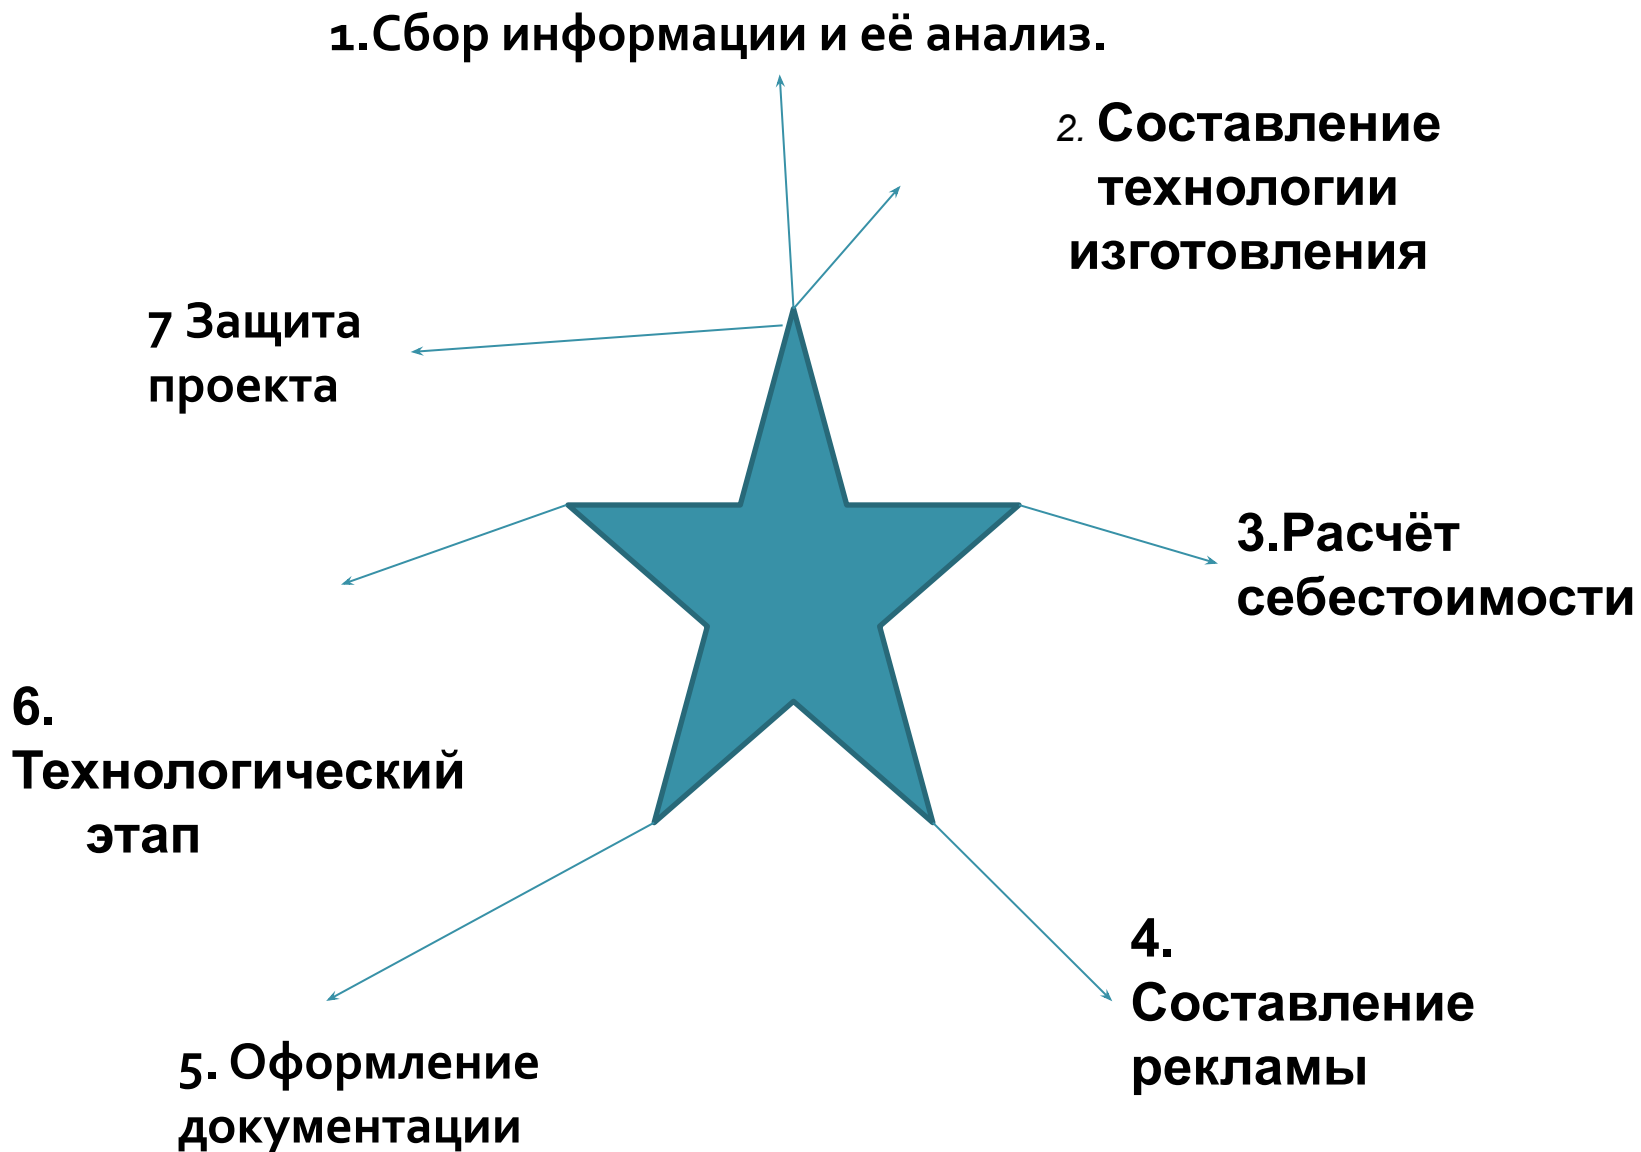 1.Сбор информации и её анализ.
2. Составление
технологии
изготовления
3.Расчёт
себестоимости
4.
Составление
рекламы
5. Оформление
документации
6.
Технологический
этап
7 Защита
проекта